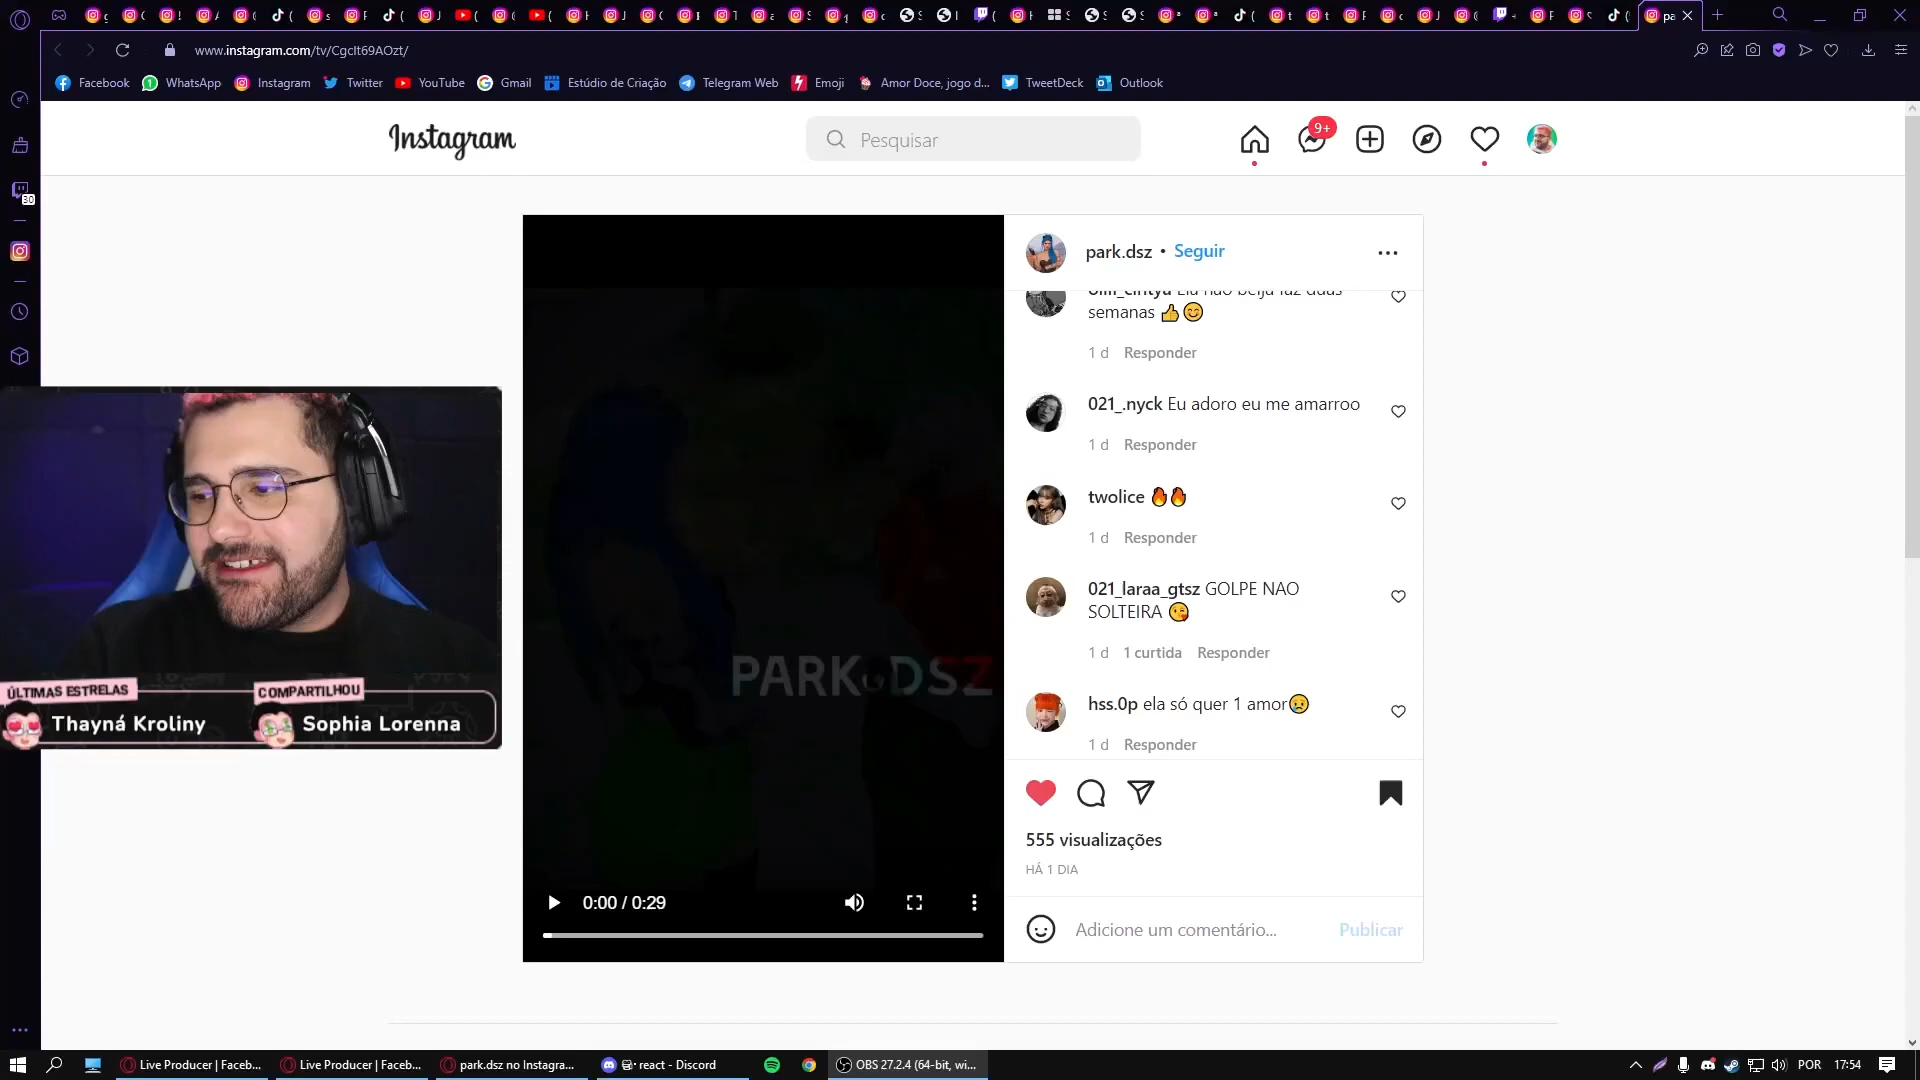 www.instagram.com/tv/CgcIt69AOzt/
Facebook WhatsApp Instagram Twitter YouTube Gmail Estúdio de Criação Telegram Web Emoji Amor Doce, jogo d... TweetDeck Outlook
Instagram
Pesquisar
9+
30
park.dsz • Seguir
semanas 👍😊
1 d Responder
021_.nyck Eu adoro eu me amarroo
1 d Responder
twolice 🔥🔥
1 d Responder
021_laraa_gtsz GOLPE NAO
SOLTEIRA 😘
1 d 1 curtida Responder
hss.0p ela só quer 1 amor😢
1 d Responder
PARK.DSZ
ÚLTIMAS ESTRELAS
Thayná Kroliny
COMPARTILHOU
Sophia Lorenna
0:00 / 0:29
555 visualizações
HÁ 1 DIA
Adicione um comentário...
Publicar
Live Producer | Faceb... Live Producer | Faceb... park.dsz no Instagra... react - Discord OBS 27.2.4 (64-bit, wi... POR 17:54